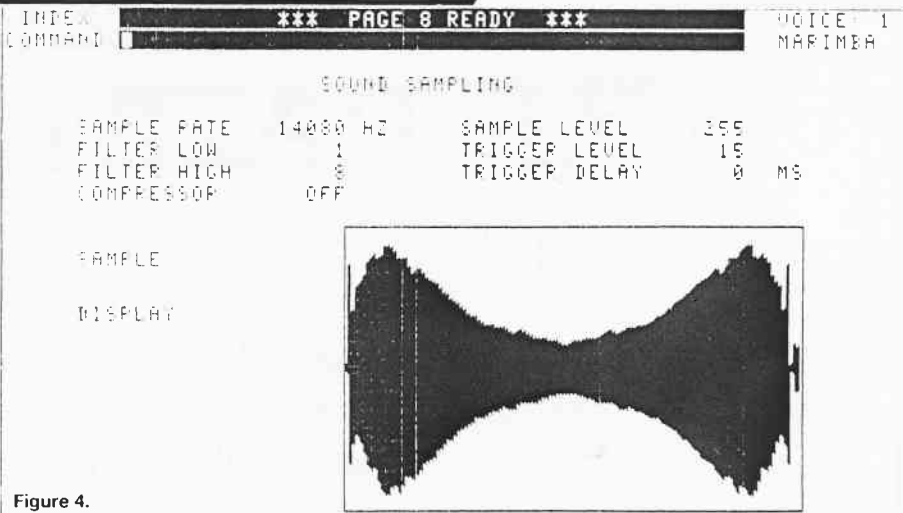 INDEX *** PAGE 8 READY *** VOICE 1
COMMAND MARIMBA
SOUND SAMPLING
SAMPLE RATE 14080 HZ SAMPLE LEVEL 255
FILTER LOW 1 TRIGGER LEVEL 15
FILTER HIGH 8 TRIGGER DELAY 0 MS
COMPRESSOR OFF
SAMPLE
DISPLAY
Figure 4.